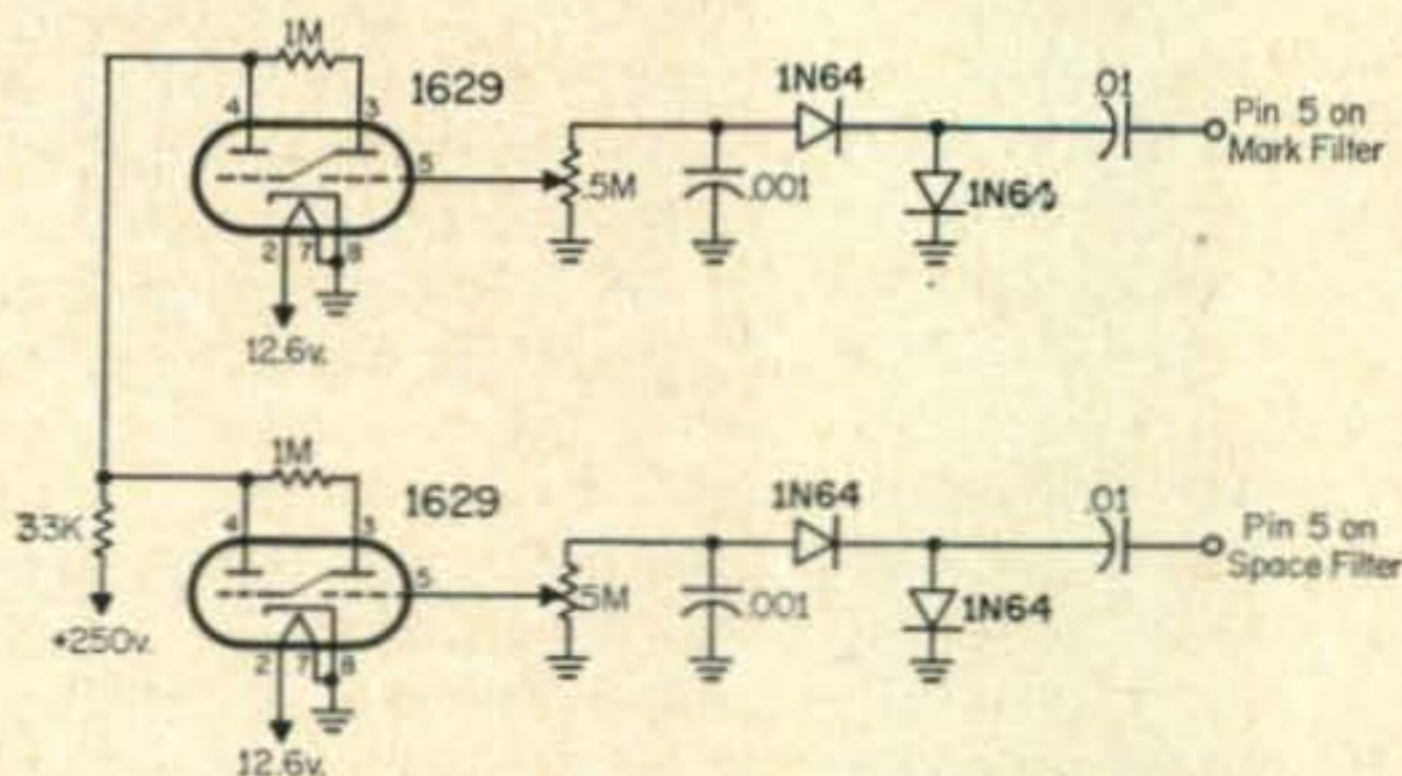 1M
1629
4
3
5
1N64
.01
Pin 5 on
Mark Filter
.5M
.001
2
7
8
12.6v.
1M
1629
33K
4
3
5
1N64
.01
Pin 5 on
Space Filter
.5M
.001
1N64
+250v.
2
7
8
12.6v.